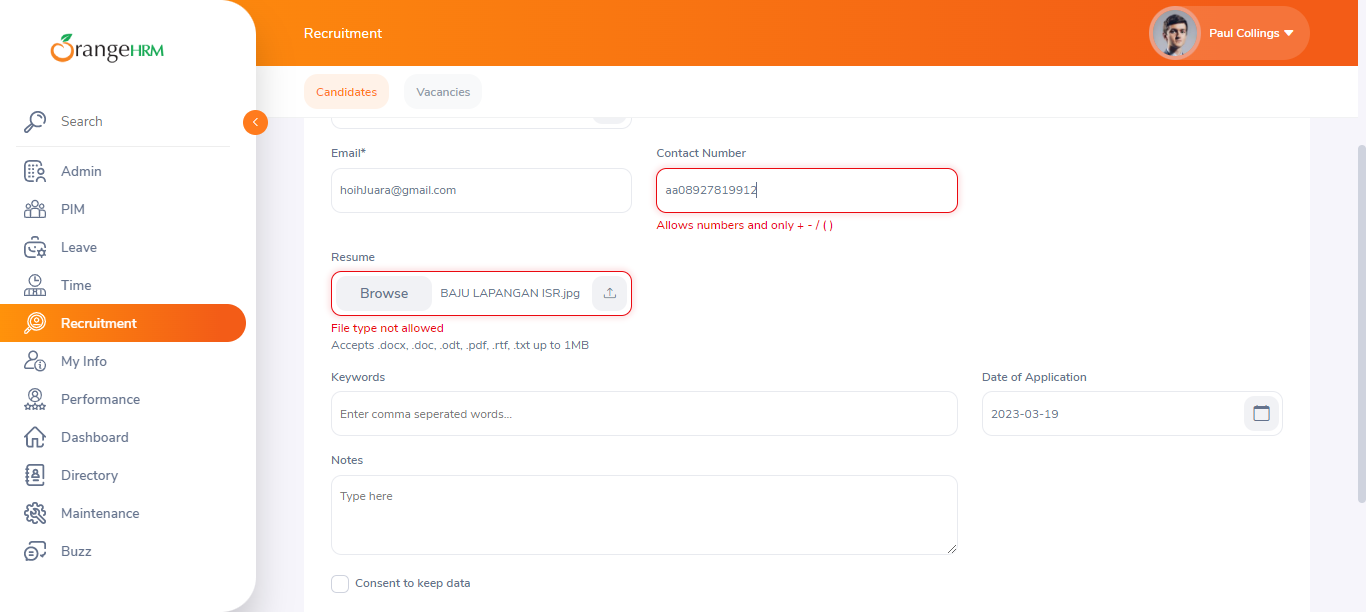 OrangeHRM
Recruitment
Paul Collings
Candidates
Vacancies
Search
Admin
PIM
Leave
Time
Recruitment
My Info
Performance
Dashboard
Directory
Maintenance
Buzz
Email*
Contact Number
hoihJuara@gmail.com
aa08927819912
Allows numbers and only + - / ( )
Resume
Browse
BAJU LAPANGAN ISR.jpg
File type not allowed
Accepts .docx, .doc, .odt, .pdf, .rtf, .txt up to 1MB
Keywords
Date of Application
Enter comma seperated words...
2023-03-19
Notes
Type here
Consent to keep data